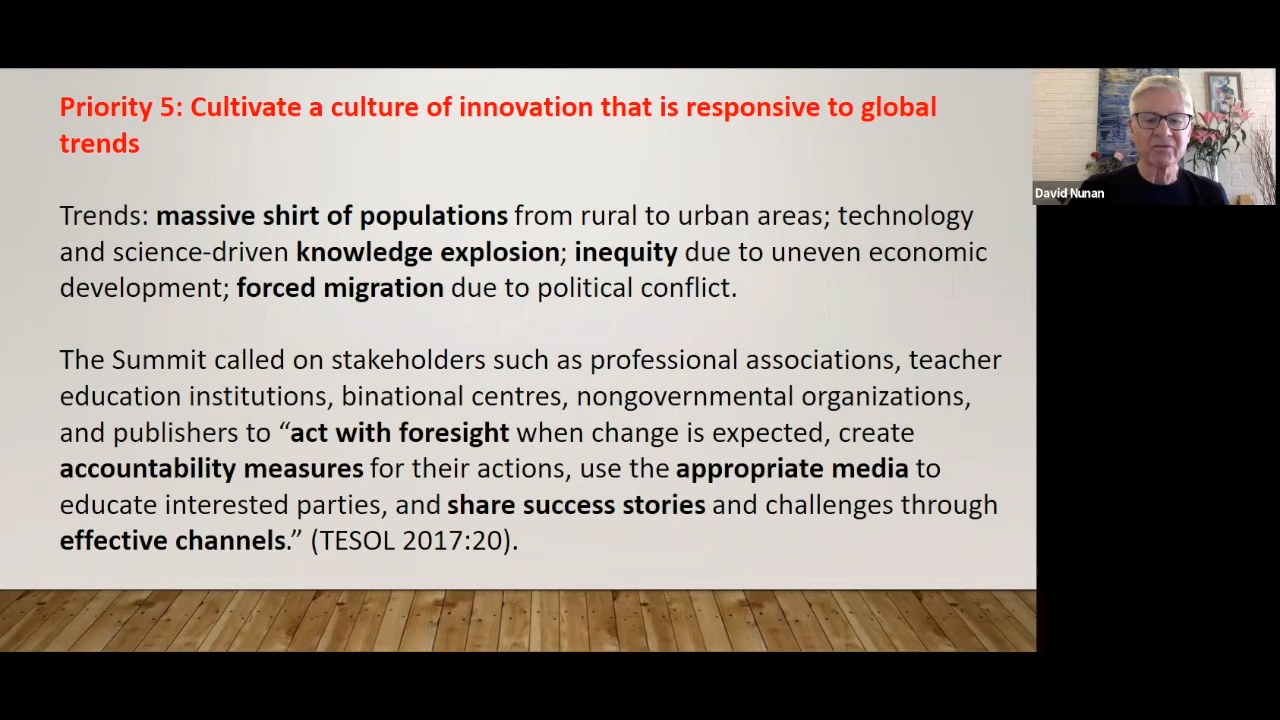 Priority 5: Cultivate a culture of innovation that is responsive to global
trends
Trends: massive shirt of populations from rural to urban areas; technology
and science-driven knowledge explosion; inequity due to uneven economic
development; forced migration due to political conflict.
The Summit called on stakeholders such as professional associations, teacher
education institutions, binational centres, nongovernmental organizations,
and publishers to “act with foresight when change is expected, create
accountability measures for their actions, use the appropriate media to
educate interested parties, and share success stories and challenges through
effective channels.” (TESOL 2017:20).
David Nunan